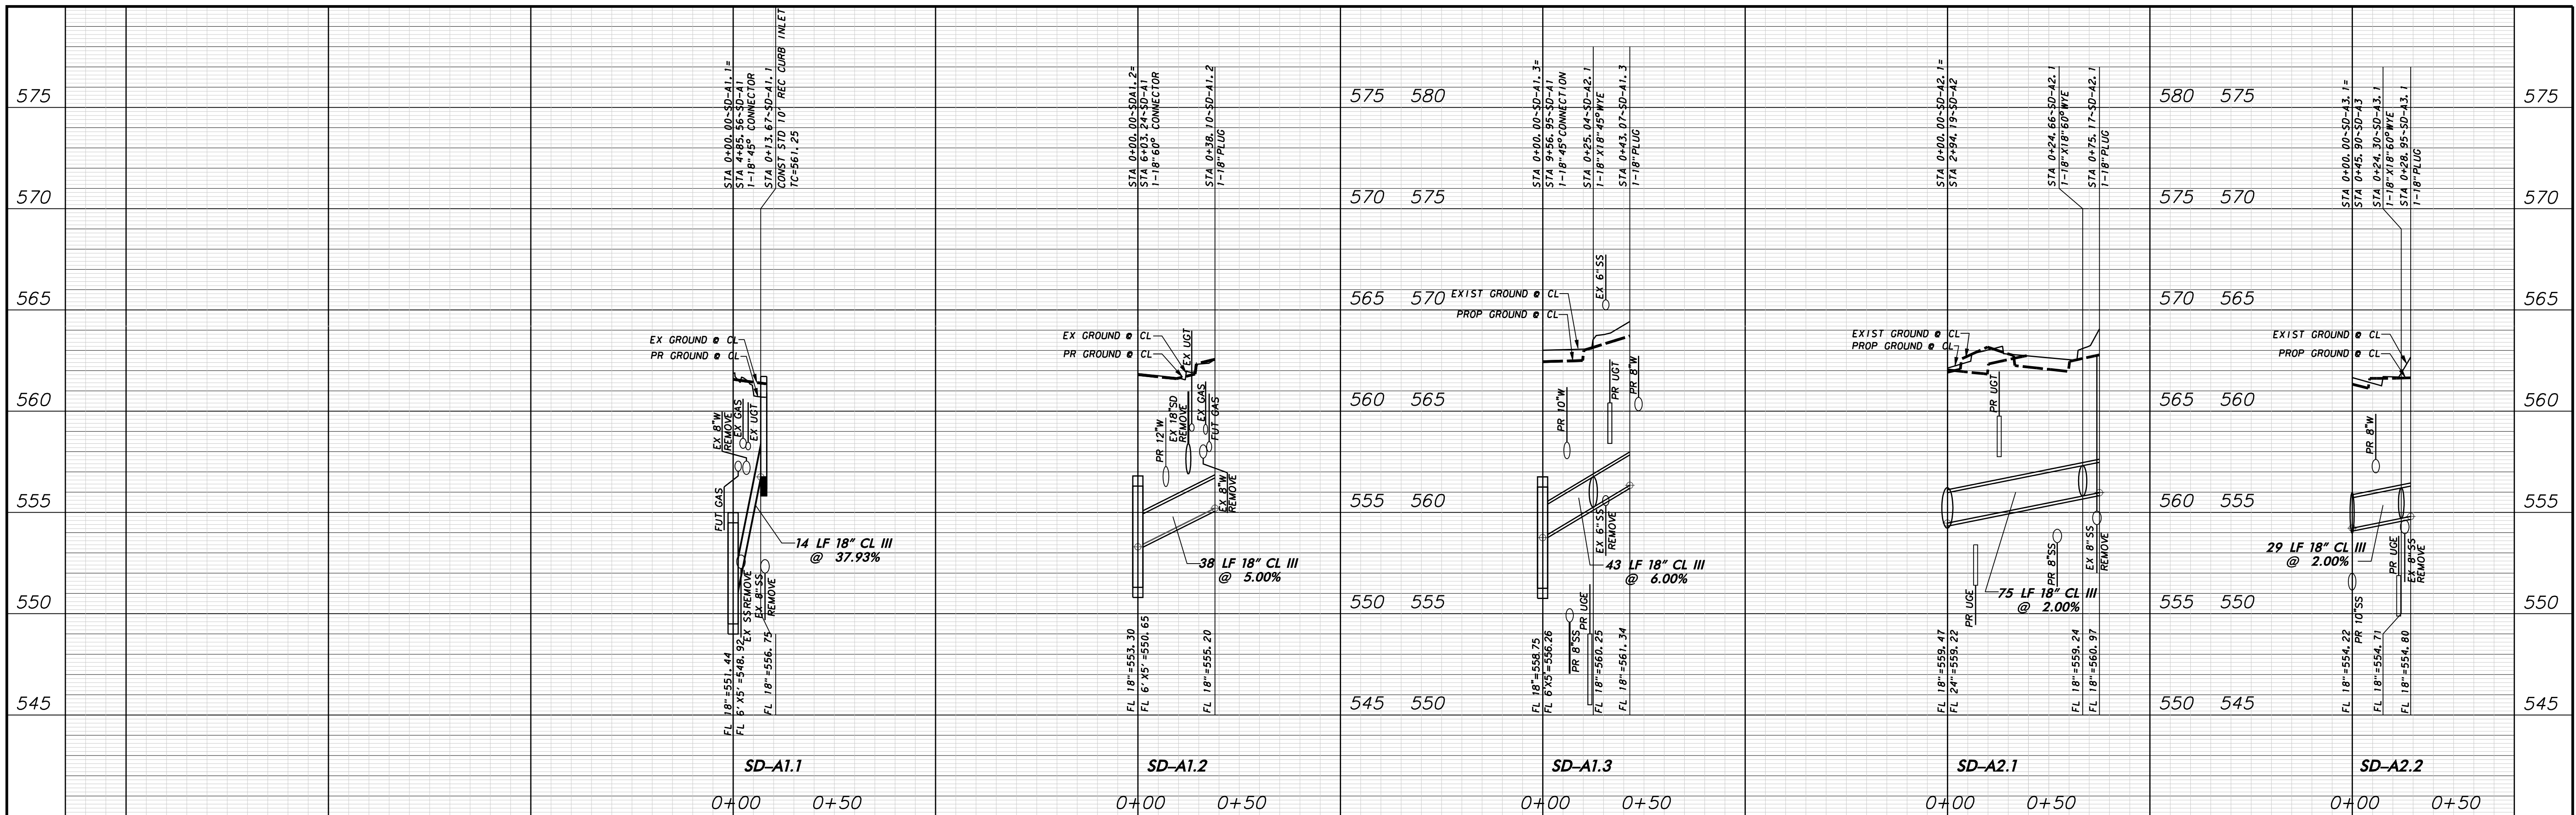 575
570
565
560
555
550
545
STA 0+00.00~SD-A1.1=
STA 4+85.56~SD-A1
1-18"45° CONNECTOR
STA 0+13.67~SD-A1.1
CONST STD 10' REC CURB INLET
TC=561.25
EX GROUND @ CL
PR GROUND @ CL
EX 8"W
REMOVE
EX GAS
EX UGT
FUT GAS
14 LF 18" CL III
@ 37.93%
EX SS REMOVE
EX 8"SS
REMOVE
FL 18"=551.44
FL 6'X5'=548.92
FL 18"=556.75
SD-A1.1
0+00
0+50
STA 0+00.00~SDA1.2=
STA 6+03.24~SD-A1
1-18"60° CONNECTOR
STA 0+38.10~SD-A1.2
1-18"PLUG
EX GROUND @ CL
PR GROUND @ CL
EX UGT
PR 12"W
EX 18"SD
REMOVE
EX GAS
FUT GAS
EX 8"W
REMOVE
38 LF 18" CL III
@ 5.00%
FL 18"=553.30
FL 6'X5'=550.65
FL 18"=555.20
SD-A1.2
0+00
0+50
575 580
570 575
565 570
560 565
555 560
550 555
545 550
STA 0+00.00~SD-A1.3=
STA 9+56.95~SD-A1
1-18"45°CONNECTION
STA 0+25.04~SD-A2.1
1-18"X18"45°WYE
STA 0+43.07~SD-A1.3
1-18"PLUG
EX 6"SS
EXIST GROUND @ CL
PROP GROUND @ CL
PR 10"W
PR UGT
PR 8"W
EX 6"SS
REMOVE
43 LF 18" CL III
@ 6.00%
PR 8"SS
PR UGE
FL 18"=558.75
FL 6'X5'=556.26
FL 18"=560.25
FL 18"=561.34
SD-A1.3
0+00
0+50
STA 0+00.00~SD-A2.1=
STA 2+94.19~SD-A2
STA 0+24.66~SD-A2.1
1-18"X18"60°WYE
STA 0+75.17~SD-A2.1
1-18"PLUG
EXIST GROUND @ CL
PROP GROUND @ CL
PR UGT
PR 8"SS
EX 8"SS
REMOVE
PR UGE
75 LF 18" CL III
@ 2.00%
FL 18"=559.47
FL 24"=559.22
FL 18"=559.24
FL 18"=560.97
SD-A2.1
0+00
0+50
580 575
575 570
570 565
565 560
560 555
555 550
550 545
STA 0+00.00~SD-A3.1=
STA 0+45.90~SD-A3
STA 0+24.30~SD-A3.1
1-18"X18"60°WYE
STA 0+28.95~SD-A3.1
1-18"PLUG
EXIST GROUND @ CL
PROP GROUND @ CL
PR 8"W
29 LF 18" CL III
@ 2.00%
PR UGE
EX 8"SS
REMOVE
PR 10"SS
FL 18"=554.22
FL 18"=554.71
FL 18"=554.80
SD-A2.2
0+00
0+50
575
570
565
560
555
550
545